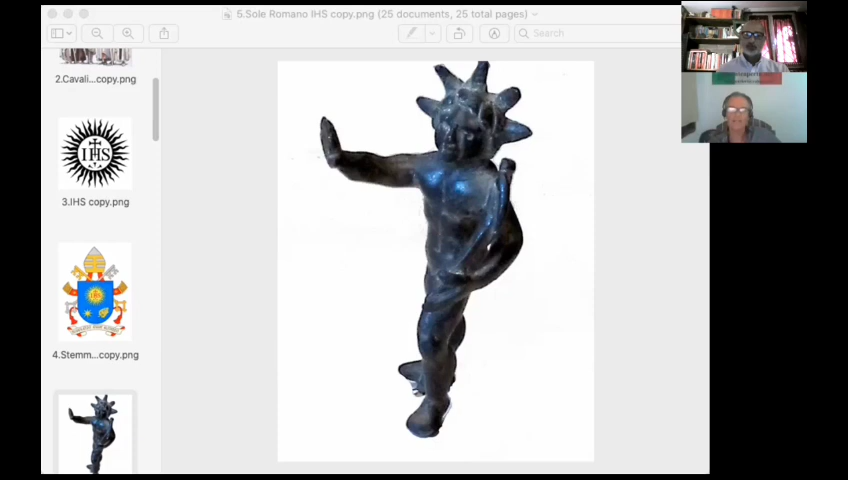 5.Sole Romano IHS copy.png (25 documents, 25 total pages)
Search
2.Cavali...copy.png
IHS
3.IHS copy.png
4.Stemm...copy.png